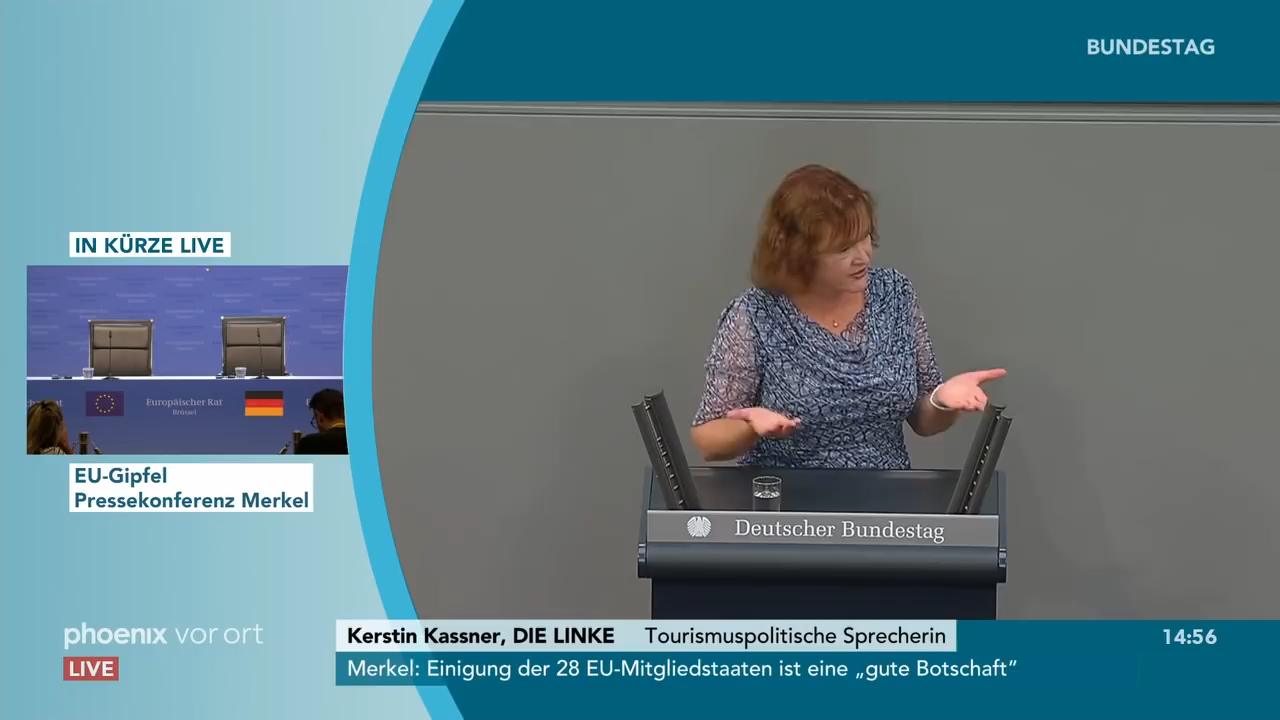 BUNDESTAG
IN KÜRZE LIVE
Europäischer Rat
Brüssel
EU-Gipfel
Pressekonferenz Merkel
Deutscher Bundestag
phoenix vor ort
LIVE
Kerstin Kassner, DIE LINKE Tourismuspolitische Sprecherin
14:56
Merkel: Einigung der 28 EU-Mitgliedstaaten ist eine „gute Botschaft“